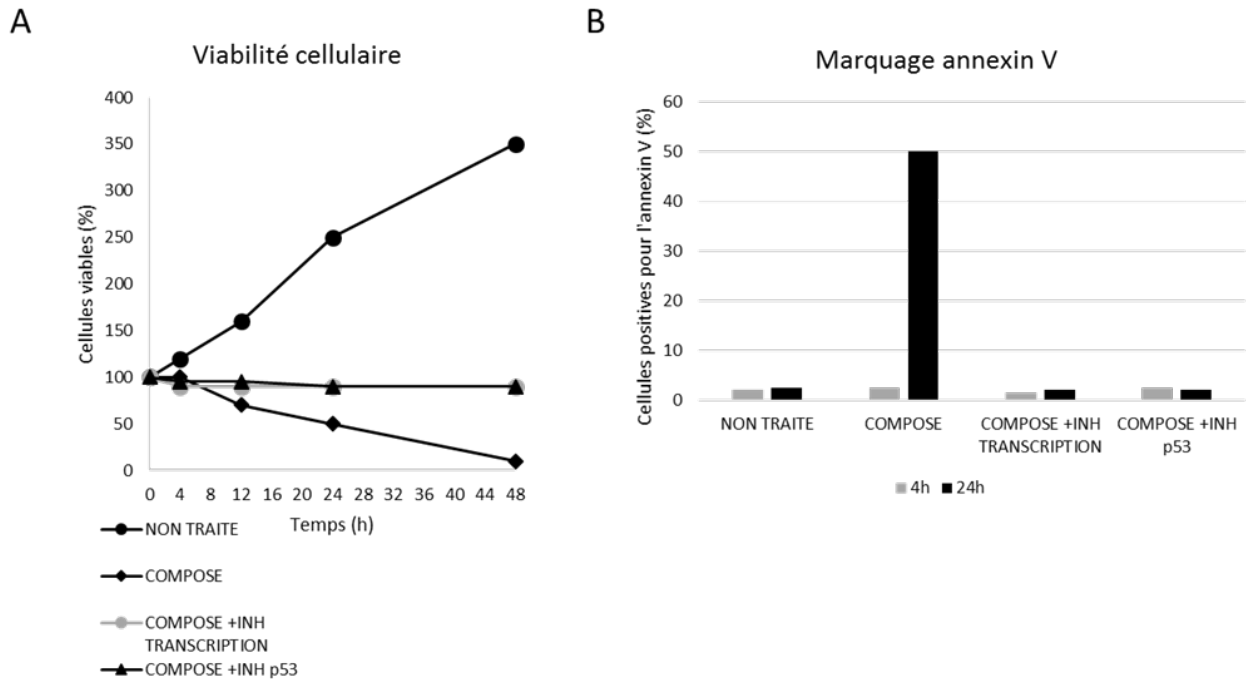 A
Viabilité cellulaire
Cellules viables (%)
400
350
300
250
200
150
100
50
0
0 4 8 12 16 20 24 28 32 36 40 44 48
Temps (h)
NON TRAITE
COMPOSE
COMPOSE +INH
TRANSCRIPTION
COMPOSE +INH p53
B
Marquage annexin V
Cellules positives pour l'annexin V (%)
60
50
40
30
20
10
0
NON TRAITE COMPOSE COMPOSE +INH COMPOSE +INH
TRANSCRIPTION p53
4h 24h